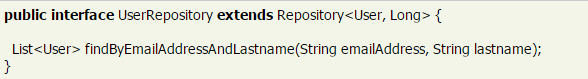 public interface UserRepository extends Repository<User, Long> {
List<User> findByEmailAddressAndLastname(String emailAddress, String lastname);
}